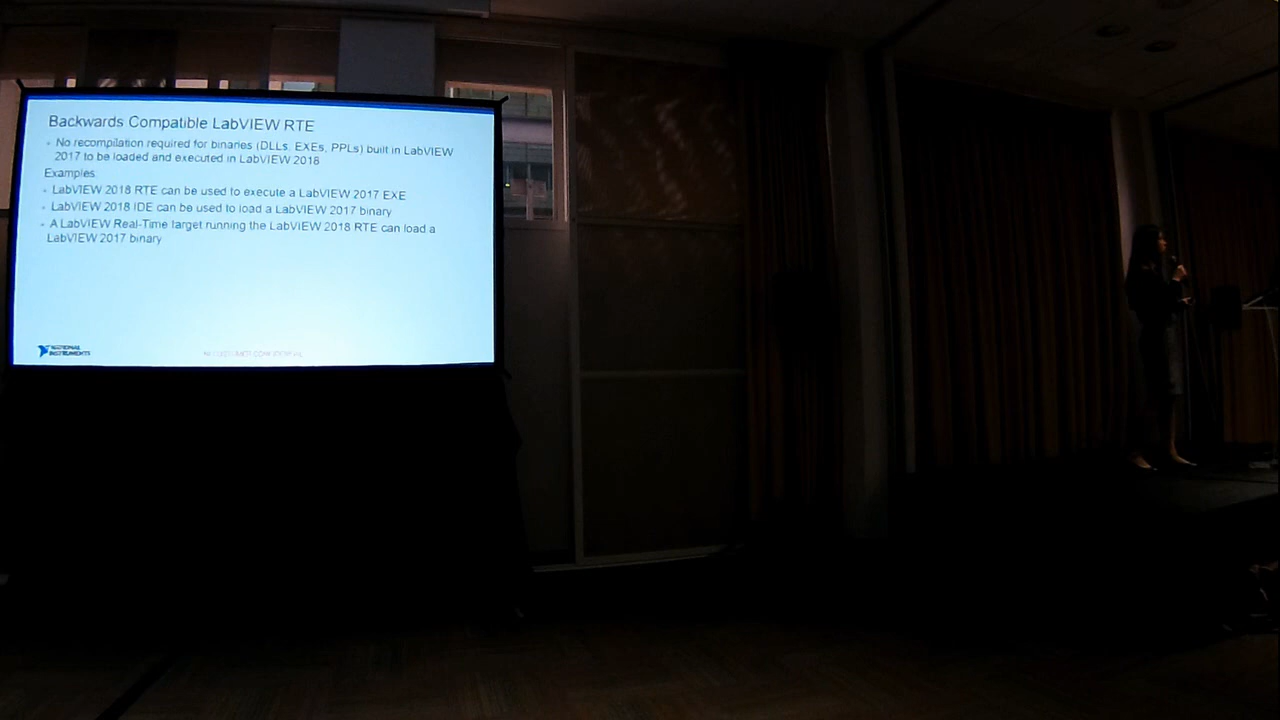 Backwards Compatible LabVIEW RTE
- No recompilation required for binaries (DLLs, EXEs, PPLs) built in LabVIEW
2017 to be loaded and executed in LabVIEW 2018
Examples
- LabVIEW 2018 RTE can be used to execute a LabVIEW 2017 EXE
- LabVIEW 2018 IDE can be used to load a LabVIEW 2017 binary
- A LabVIEW Real-Time target running the LabVIEW 2018 RTE can load a
LabVIEW 2017 binary
NATIONAL
INSTRUMENTS